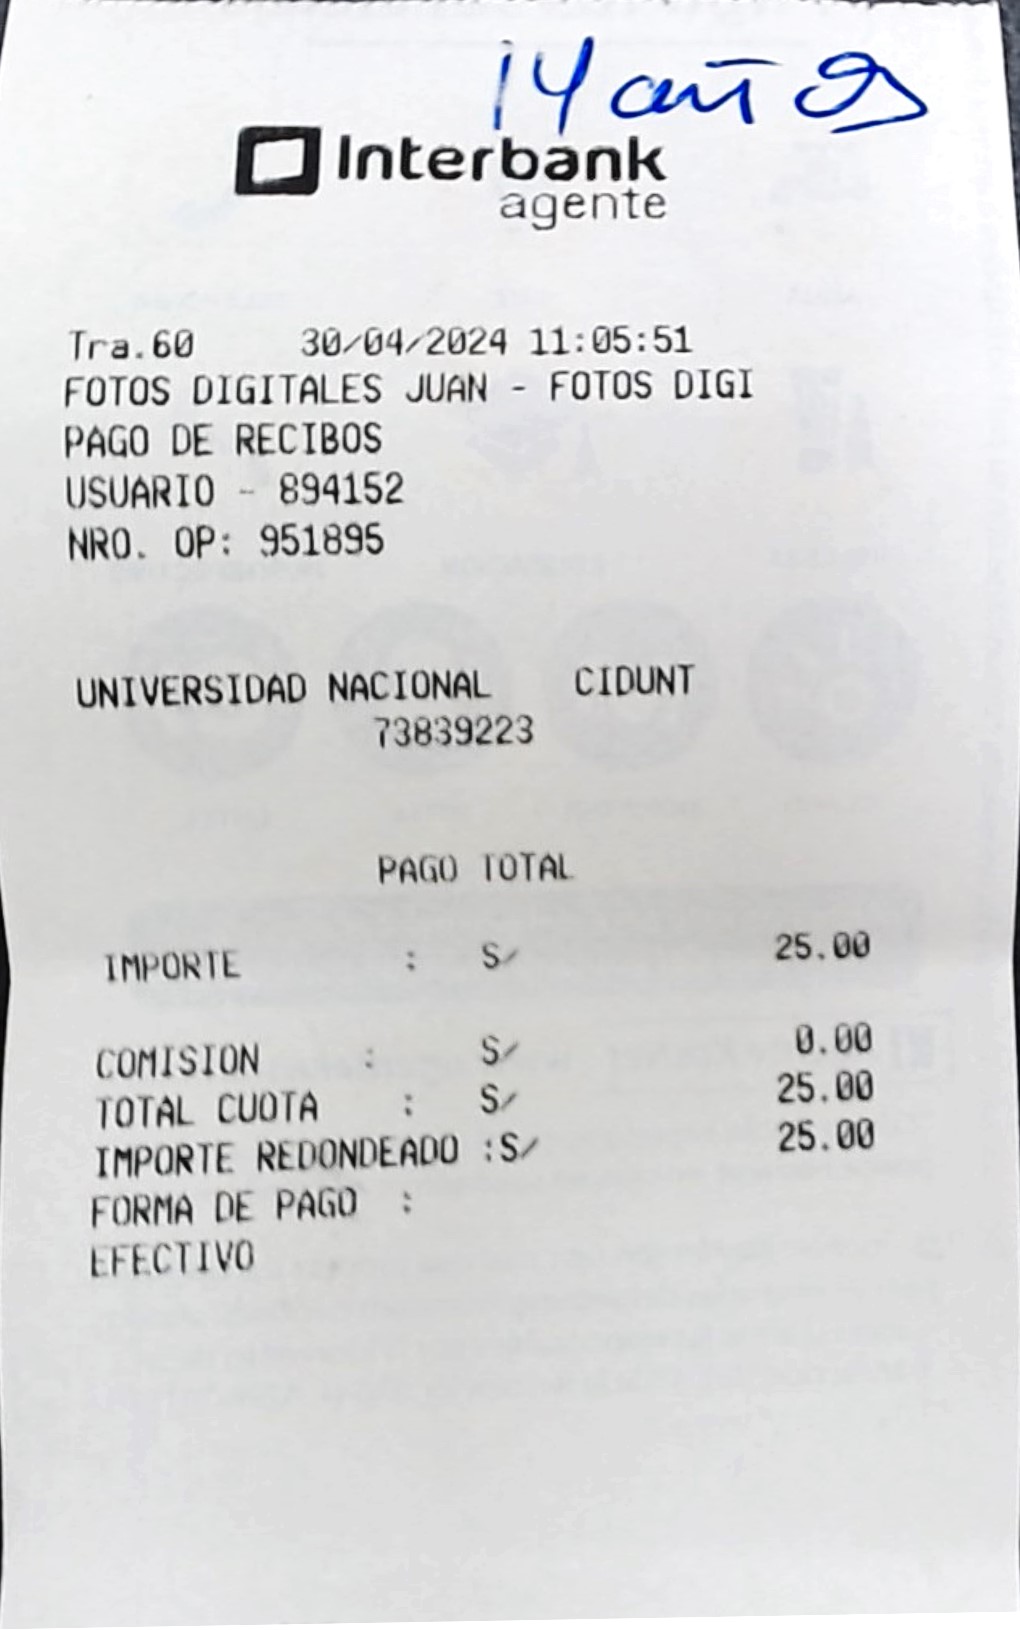 14 años
Interbank
agente
Tra.60 30/04/2024 11:05:51
FOTOS DIGITALES JUAN - FOTOS DIGI
PAGO DE RECIBOS
USUARIO - 894152
NRO. OP: 951895
UNIVERSIDAD NACIONAL CIDUNT
73839223
PAGO TOTAL
IMPORTE : S/ 25.00
COMISION : S/ 0.00
TOTAL CUOTA : S/ 25.00
IMPORTE REDONDEADO :S/ 25.00
FORMA DE PAGO :
EFECTIVO